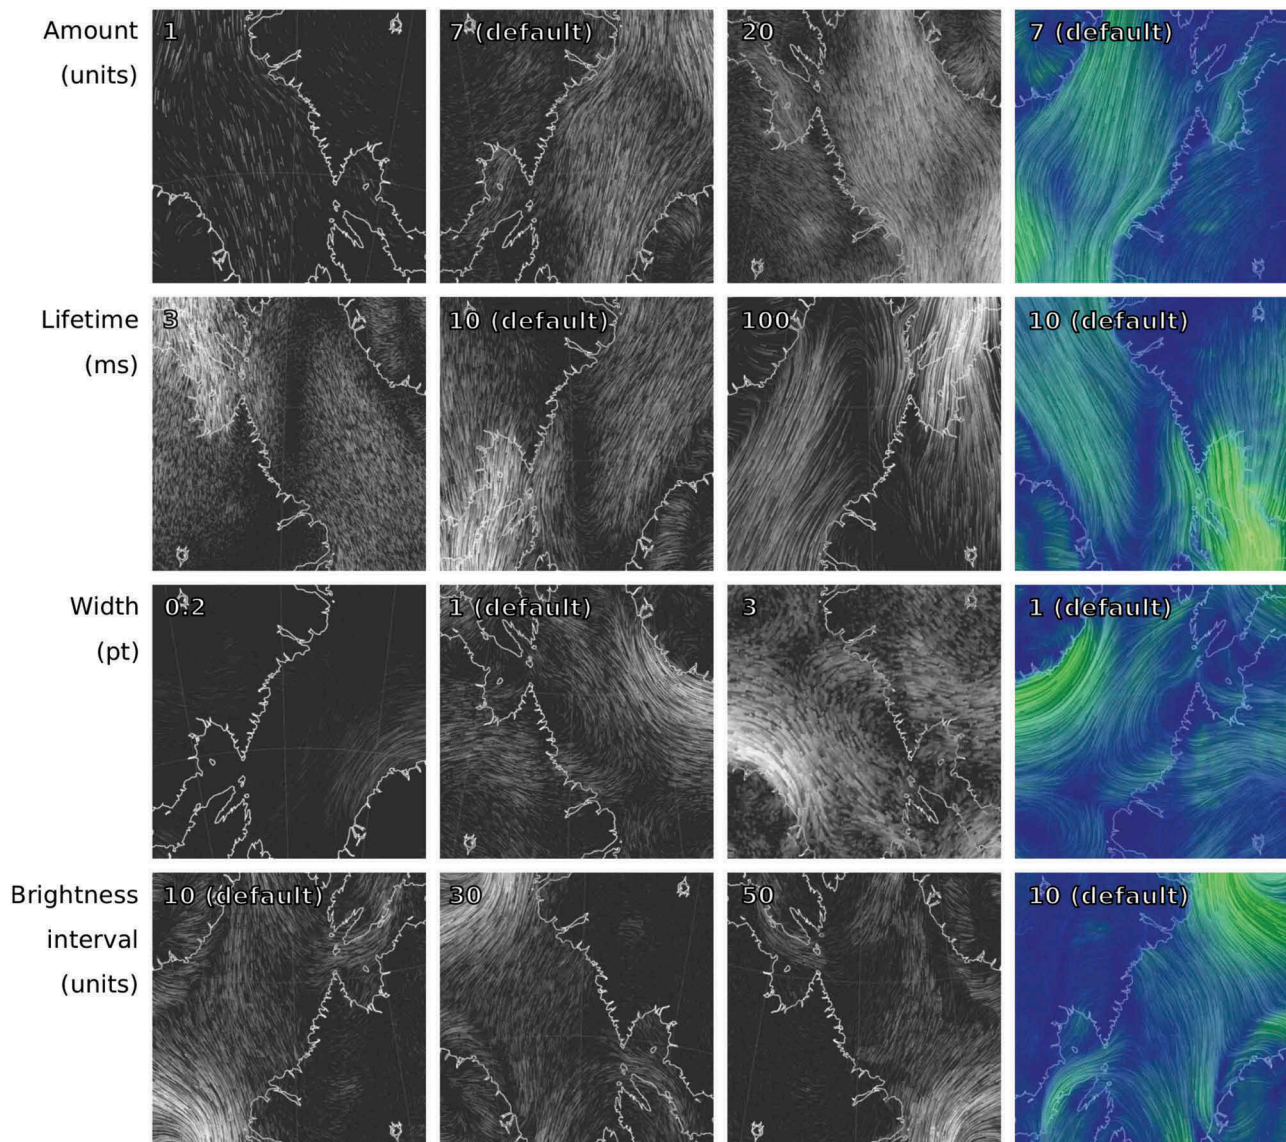 Amount
(units)
1
7 (default)
20
7 (default)
Lifetime
(ms)
3
10 (default)
100
10 (default)
Width
(pt)
0.2
1 (default)
3
1 (default)
Brightness
interval
(units)
10 (default)
30
50
10 (default)